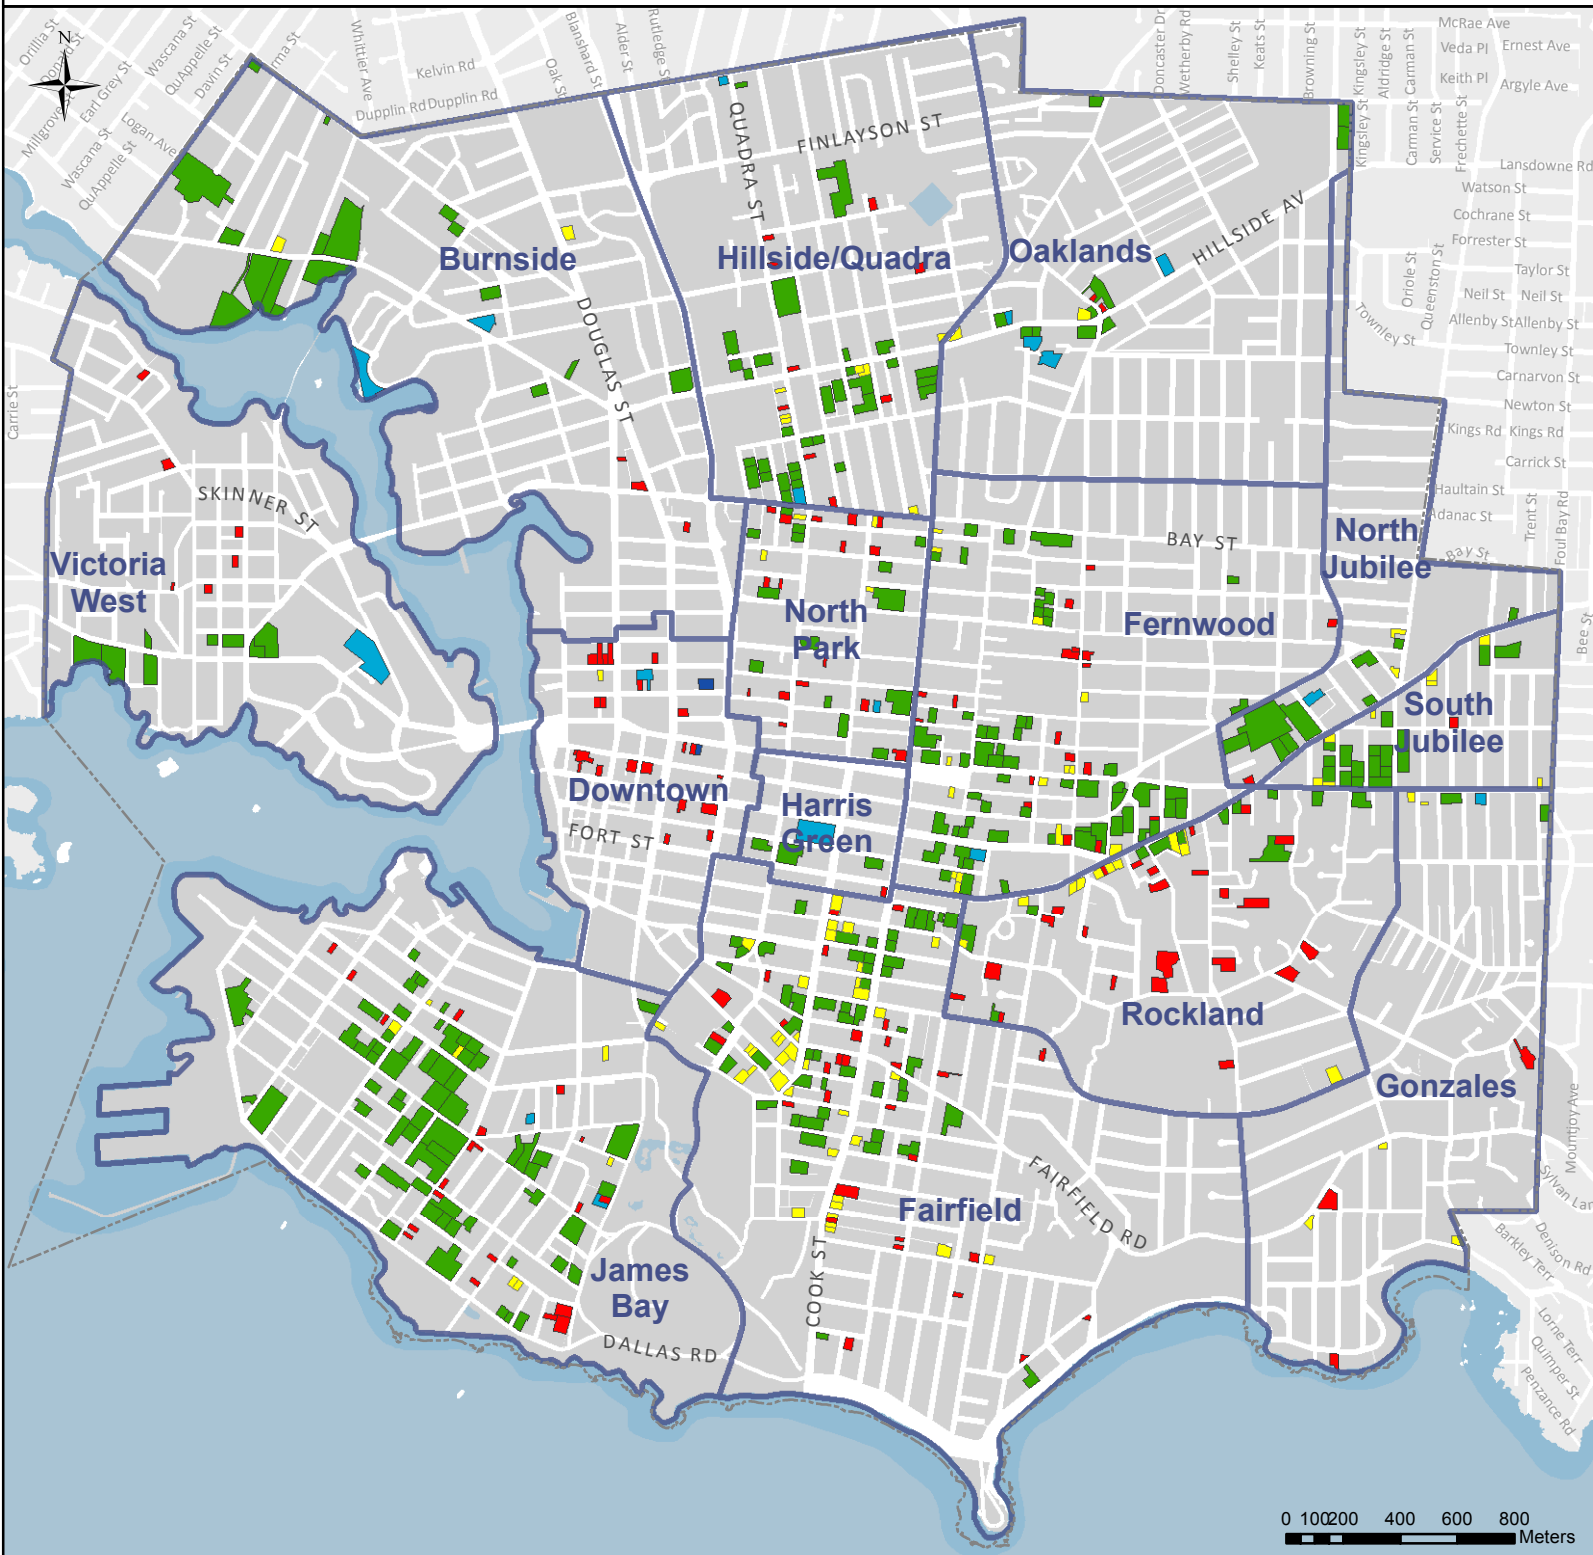 N
Orillia St
Donald St
Millgrove St
Earl Grey St
Wascana St
QuAppelle St
Davin St
Logan Ave
Wascana St
QuAppelle St
rma St
Whittier Ave
Kelvin Rd
Dupplin Rd
Dupplin Rd
Oak St
Blanshard St
Alder St
Rutledge St
Doncaster Dr
Wetherby Rd
Shelley St
Keats St
Browning St
Kingsley St
Kingsley St
Aldridge St
Carman St
Carman St
Service St
Frechette St
McRae Ave
Veda Pl
Ernest Ave
Keith Pl
Argyle Ave
Lansdowne Rd
Watson St
Cochrane St
Forrester St
Taylor St
Neil St
Neil St
Allenby St
Allenby St
Townley St
Townley St
Oriole St
Queenston St
Carnarvon St
Newton St
Kings Rd
Kings Rd
Carrick St
Haultain St
Adanac St
Trent St
Foul Bay Rd
Bay St
Bee St
Carrie St
QUADRA ST
FINLAYSON ST
HILLSIDE AV
DOUGLAS ST
SKINNER ST
BAY ST
FORT ST
COOK ST
FAIRFIELD RD
DALLAS RD
Burnside
Hillside/Quadra
Oaklands
Victoria
West
North
Jubilee
North
Park
Fernwood
South
Jubilee
Downtown
Harris
Green
Rockland
Gonzales
Fairfield
James
Bay
Mountjoy Ave
Sylvan Lan
Denison Rd
Barkley Terr
Lorne Terr
Quimper St
Penzance Rd
0 100 200 400 600 800
Meters